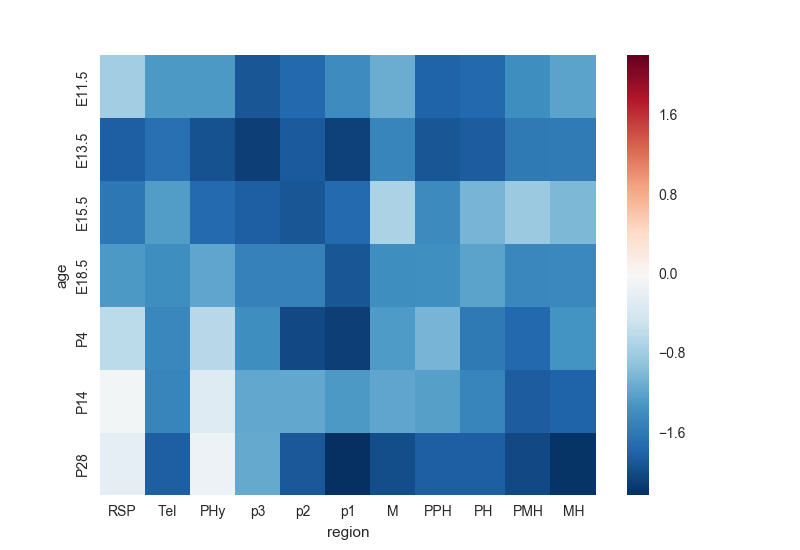 age
E11.5
E13.5
E15.5
E18.5
P4
P14
P28
RSP Tel PHy p3 p2 p1 M PPH PH PMH MH
region
1.6
0.8
0.0
−0.8
−1.6